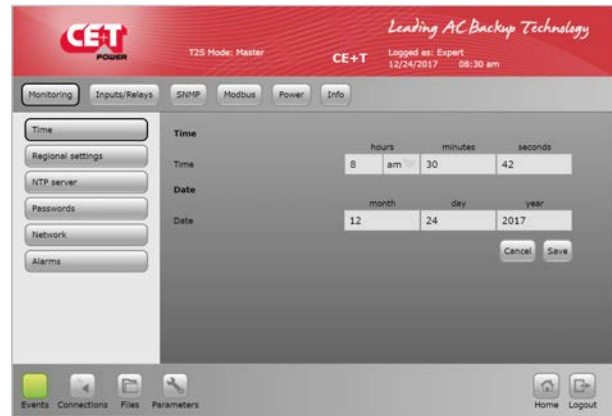 CE+T
POWER
Leading AC Backup Technology
T2S Mode: Master
CE+T
Logged as: Expert
12/24/2017 08:30 am
Monitoring Inputs/Relays SNMP Modbus Power Info
Time
Regional settings
NTP server
Passwords
Network
Alarms
Time
hours minutes seconds
Time 8 am 30 42
Date
month day year
Date 12 24 2017
Cancel Save
Events Connections Files Parameters Home Logout